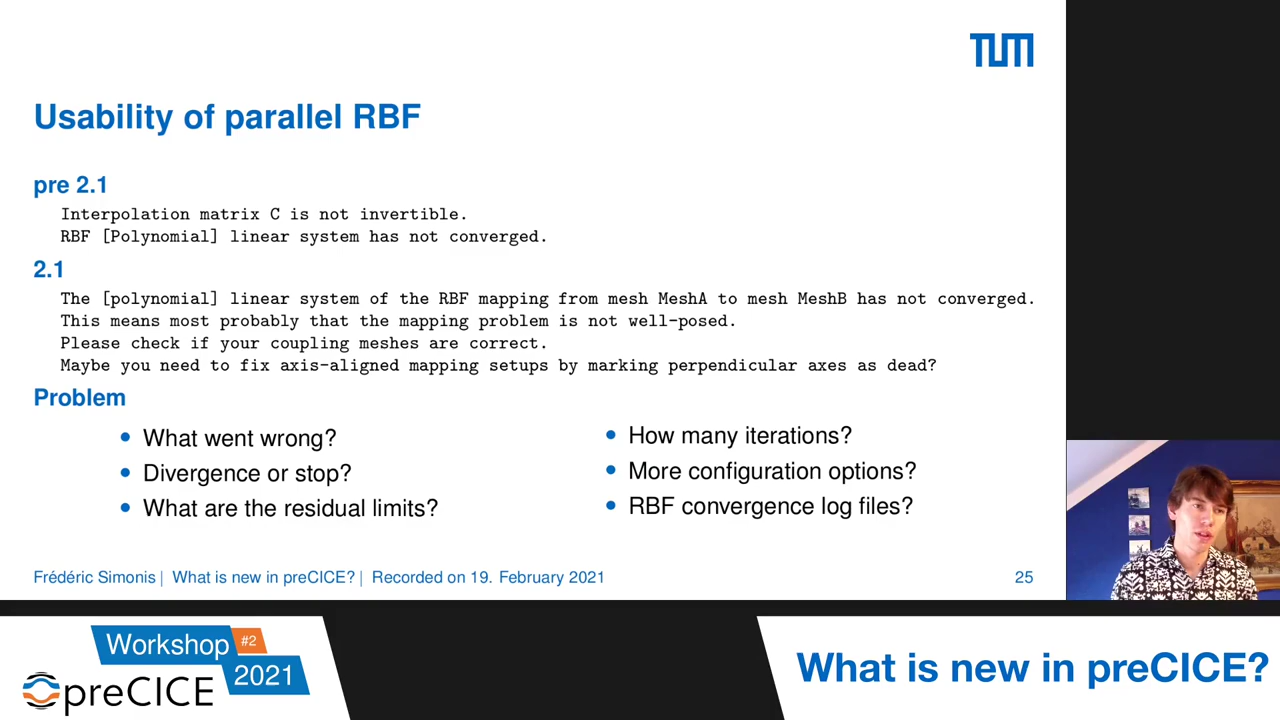 TUM
Usability of parallel RBF
pre 2.1
Interpolation matrix C is not invertible.
RBF [Polynomial] linear system has not converged.
2.1
The [polynomial] linear system of the RBF mapping from mesh MeshA to mesh MeshB has not converged.
This means most probably that the mapping problem is not well-posed.
Please check if your coupling meshes are correct.
Maybe you need to fix axis-aligned mapping setups by marking perpendicular axes as dead?
Problem
• What went wrong?
• Divergence or stop?
• What are the residual limits?
• How many iterations?
• More configuration options?
• RBF convergence log files?
Frédéric Simonis | What is new in preCICE? | Recorded on 19. February 2021
25
Workshop #2
2021
preCICE
What is new in preCICE?